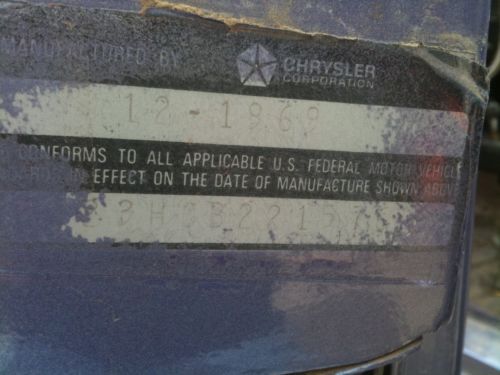 MANUFACTURED BY
CHRYSLER
CORPORATION
12-1969
CONFORMS TO ALL APPLICABLE U.S. FEDERAL MOTOR VEHICLE
EFFECT ON THE DATE OF MANUFACTURE SHOWN ABOVE